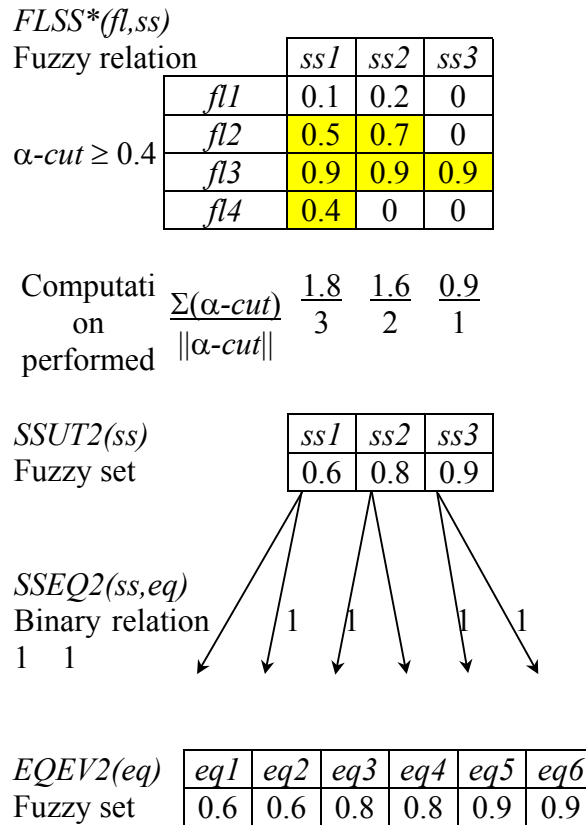 FLSS*(fl,ss)
Fuzzy relation
ss1 ss2 ss3
fl1 0.1 0.2 0
fl2 0.5 0.7 0
α-cut ≥ 0.4
fl3 0.9 0.9 0.9
fl4 0.4 0 0
Computati
on
performed
Σ(α-cut)
||α-cut||
1.8 1.6 0.9
3 2 1
SSUT2(ss)
Fuzzy set
ss1 ss2 ss3
0.6 0.8 0.9
SSEQ2(ss,eq)
Binary relation
1 1 1 1
1 1
EQEV2(eq)
Fuzzy set
eq1 eq2 eq3 eq4 eq5 eq6
0.6 0.6 0.8 0.8 0.9 0.9